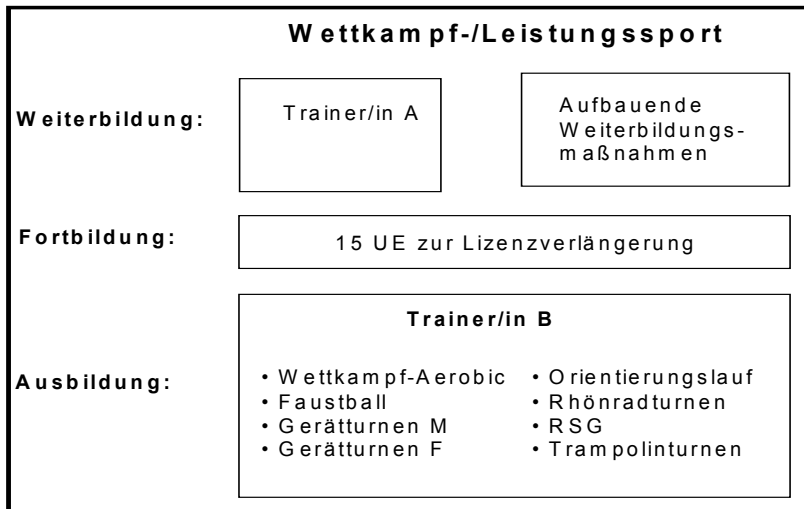 Wettkampf-/Leistungssport
Weiterbildung:
Trainer/in A
Aufbauende
Weiterbildungs-
maßnahmen
Fortbildung:
15 UE zur Lizenzverlängerung
Trainer/in B
Ausbildung:
• Wettkampf-Aerobic
• Faustball
• Gerätturnen M
• Gerätturnen F
• Orientierungslauf
• Rhönradturnen
• RSG
• Trampolinturnen